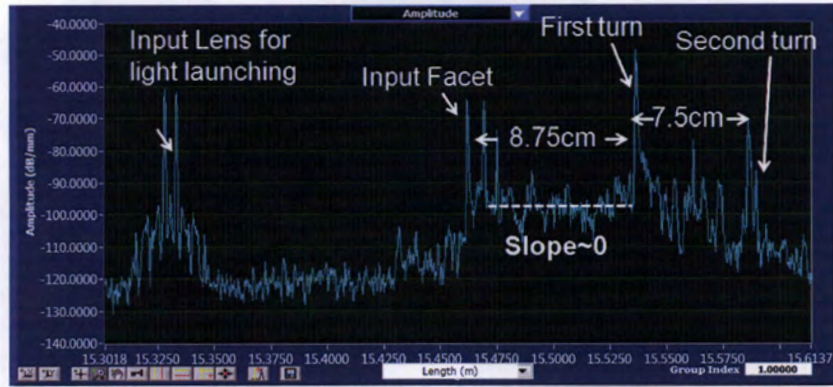 Amplitude
-40.0000
-50.0000
-60.0000
-70.0000
-80.0000
-90.0000
-100.0000
-110.0000
-120.0000
-130.0000
-140.0000
Amplitude (dB/mm)
Input Lens for
light launching
Input Facet
First turn
Second turn
8.75cm
7.5cm
Slope~0
15.3018 15.3250 15.3500 15.3750 15.4000 15.4250 15.4500 15.4750 15.5000 15.5250 15.5500 15.5750 15.6137
Length (m)
Group Index 1.00000